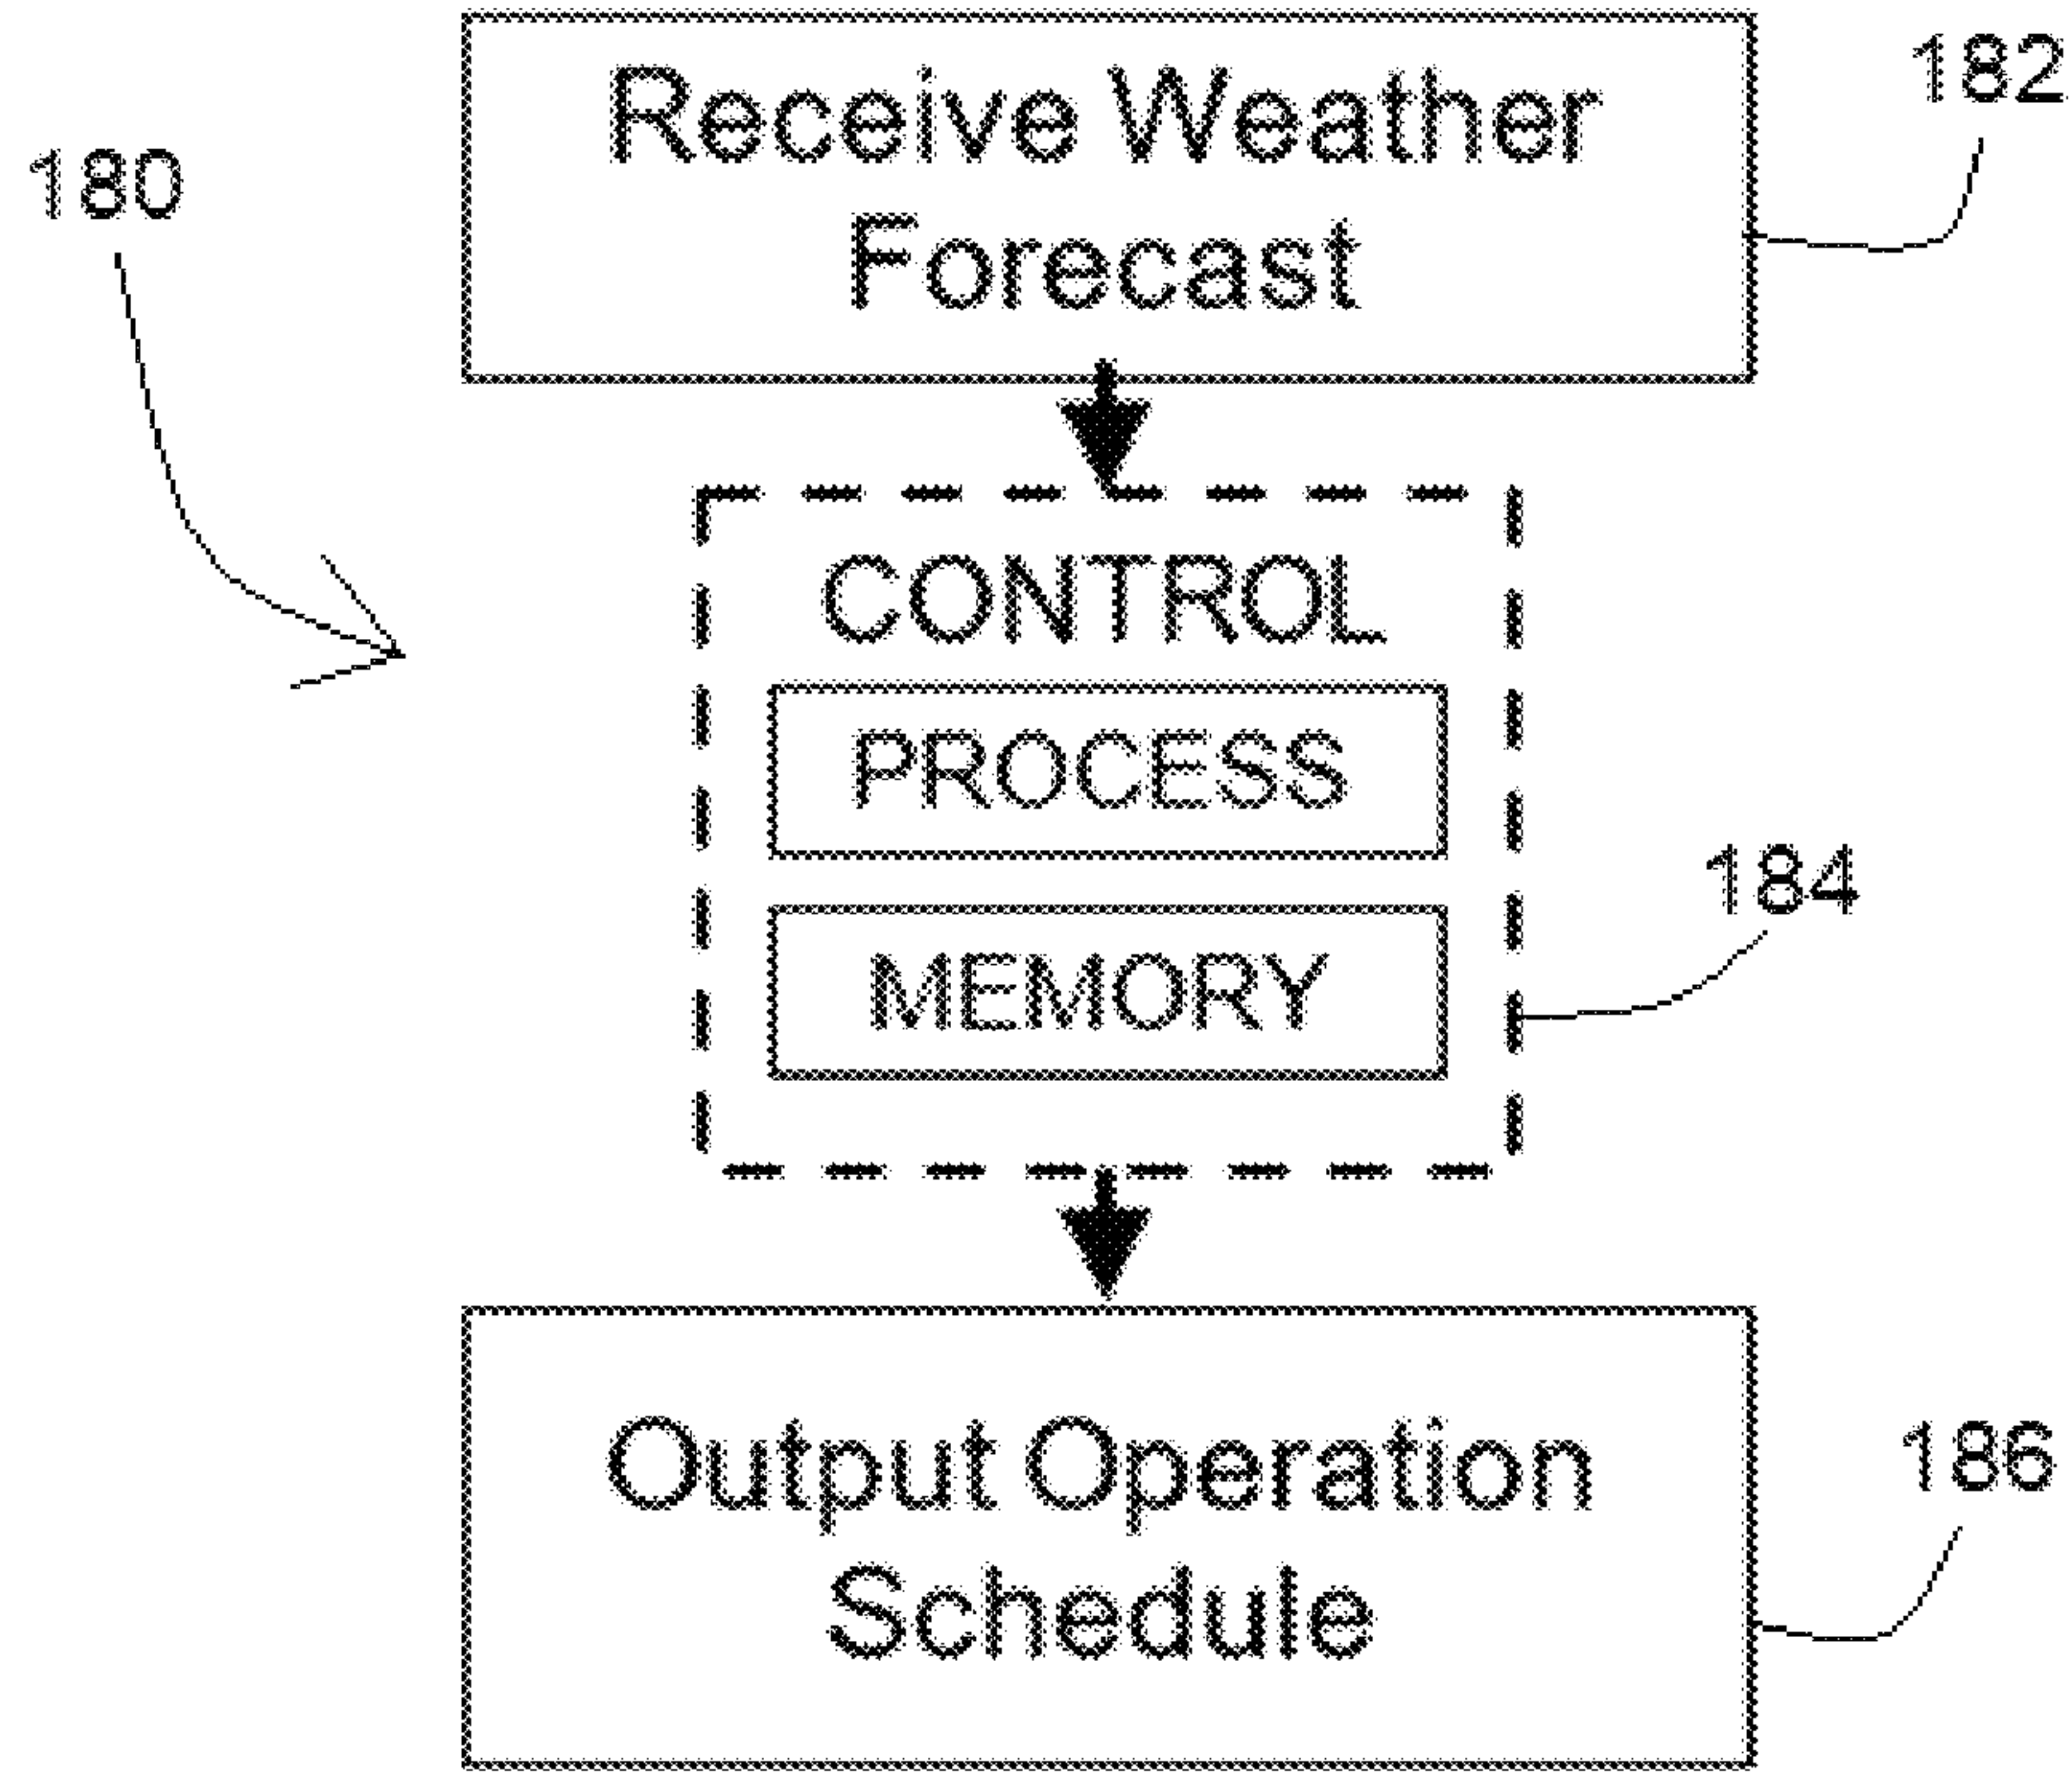 Receive Weather
Forecast
182
180
CONTROL
PROCESS
184
MEMORY
Output Operation
Schedule
186